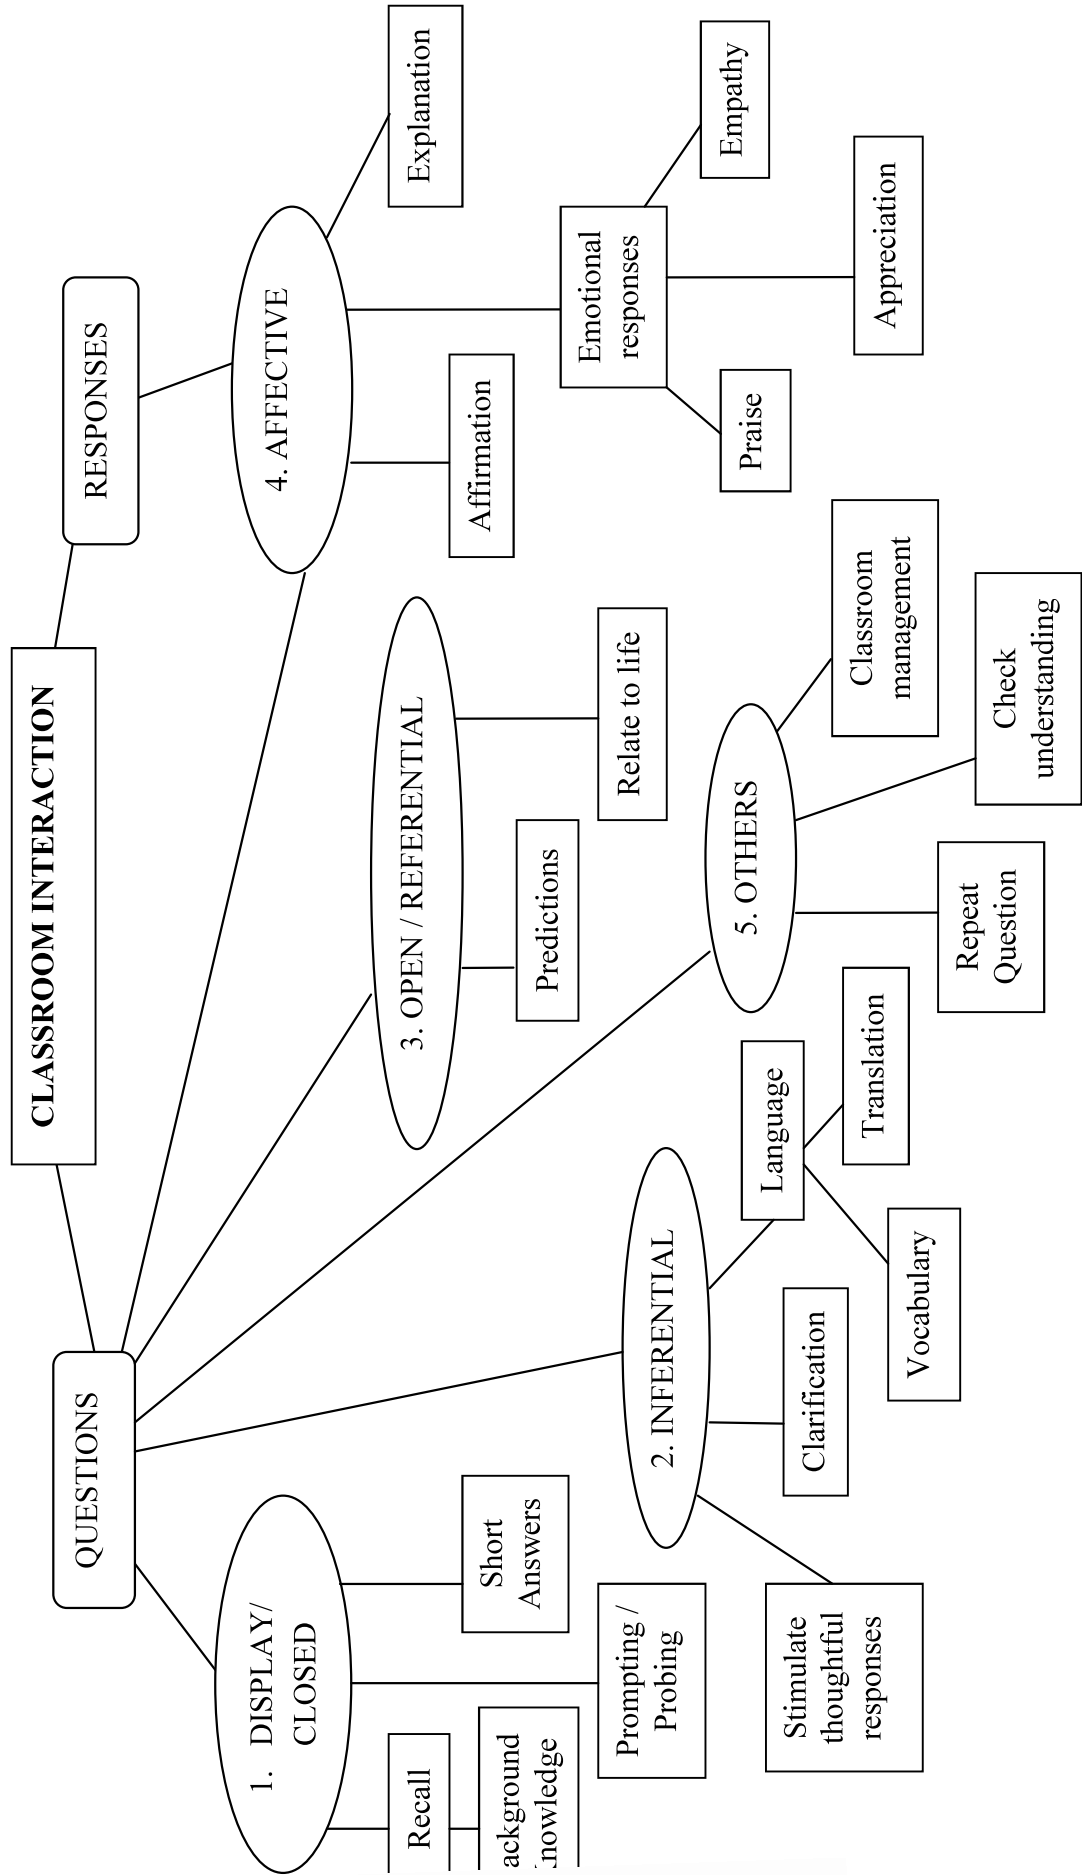 CLASSROOM INTERACTION
QUESTIONS
RESPONSES
1. DISPLAY/
CLOSED
Recall
ackground
nowledge
Prompting /
Probing
Short
Answers
2. INFERENTIAL
Stimulate
thoughtful
responses
Clarification
Language
Vocabulary
Translation
3. OPEN / REFERENTIAL
Predictions
Relate to life
4. AFFECTIVE
Affirmation
Emotional
responses
Explanation
Praise
Appreciation
Empathy
5. OTHERS
Repeat
Question
Check
understanding
Classroom
management